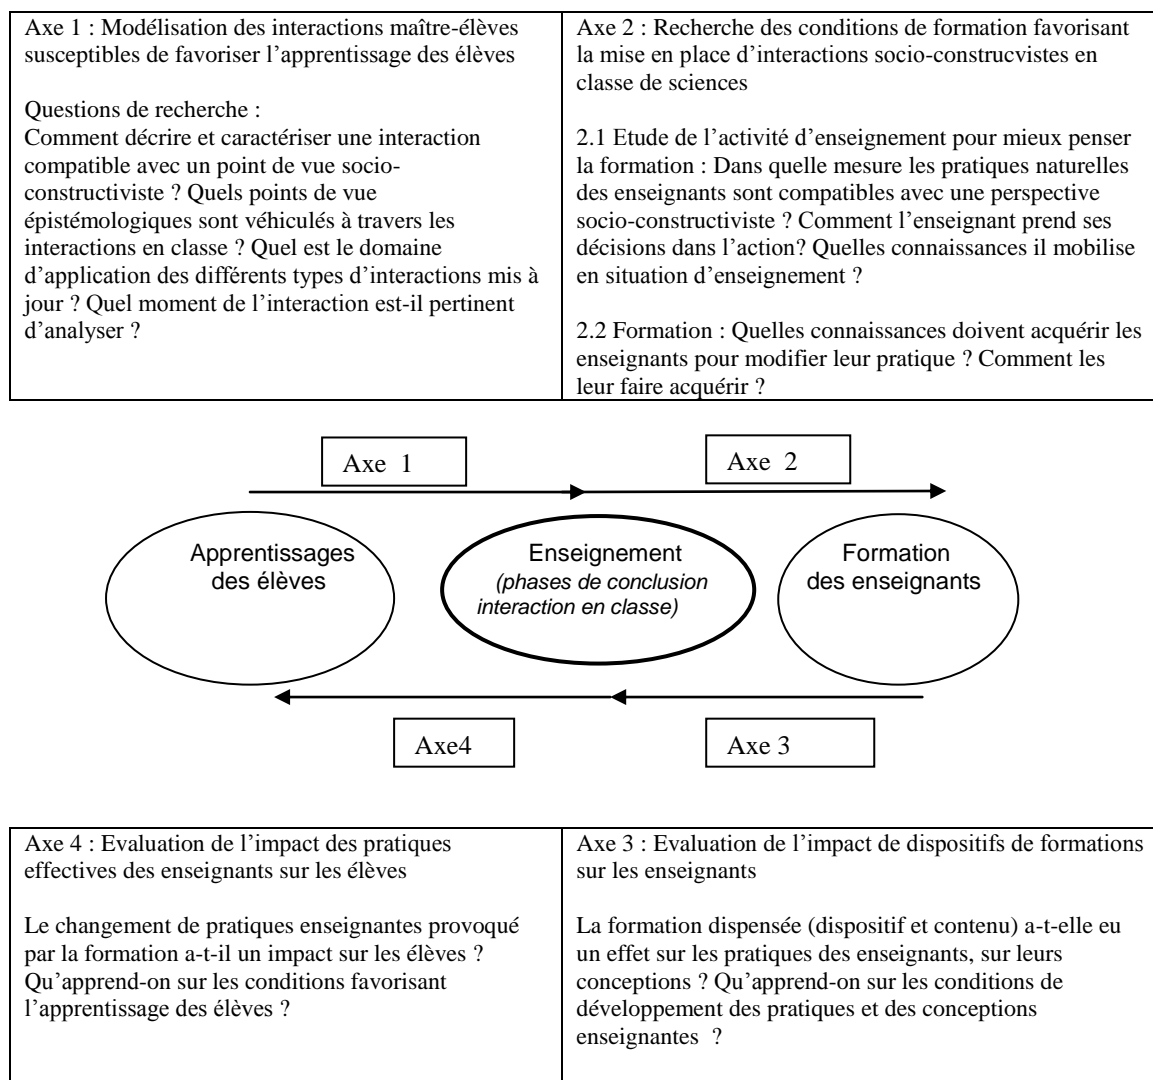 Axe 1 : Modélisation des interactions maître-élèves
susceptibles de favoriser l’apprentissage des élèves
Questions de recherche :
Comment décrire et caractériser une interaction
compatible avec un point de vue socio-
constructiviste ? Quels points de vue
épistémologiques sont véhiculés à travers les
interactions en classe ? Quel est le domaine
d’application des différents types d’interactions mis à
jour ? Quel moment de l’interaction est-il pertinent
d’analyser ?
Axe 2 : Recherche des conditions de formation favorisant
la mise en place d’interactions socio-construcvistes en
classe de sciences
2.1 Etude de l’activité d’enseignement pour mieux penser
la formation : Dans quelle mesure les pratiques naturelles
des enseignants sont compatibles avec une perspective
socio-constructiviste ? Comment l’enseignant prend ses
décisions dans l’action? Quelles connaissances il mobilise
en situation d’enseignement ?
2.2 Formation : Quelles connaissances doivent acquérir les
enseignants pour modifier leur pratique ? Comment les
leur faire acquérir ?
Axe 1
Axe 2
Apprentissages
des élèves
Enseignement
(phases de conclusion
interaction en classe)
Formation
des enseignants
Axe4
Axe 3
Axe 4 : Evaluation de l’impact des pratiques
effectives des enseignants sur les élèves
Le changement de pratiques enseignantes provoqué
par la formation a-t-il un impact sur les élèves ?
Qu’apprend-on sur les conditions favorisant
l’apprentissage des élèves ?
Axe 3 : Evaluation de l’impact de dispositifs de formations
sur les enseignants
La formation dispensée (dispositif et contenu) a-t-elle eu
un effet sur les pratiques des enseignants, sur leurs
conceptions ? Qu’apprend-on sur les conditions de
développement des pratiques et des conceptions
enseignantes ?